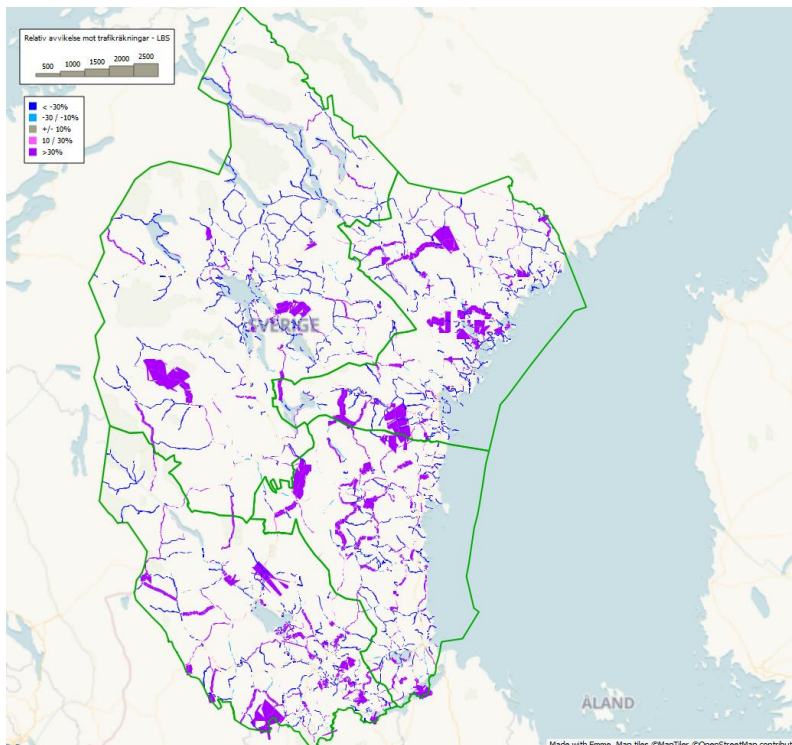 Relativ avvikelse mot trafikräkningar - LBS
500 1000 1500 2000 2500
< -30%
-30 / -10%
+/- 10%
10 / 30%
>30%
SVERIGE
ÅLAND
Made with Emme, Map tiles ©MapTiler ©OpenStreetMap contribut